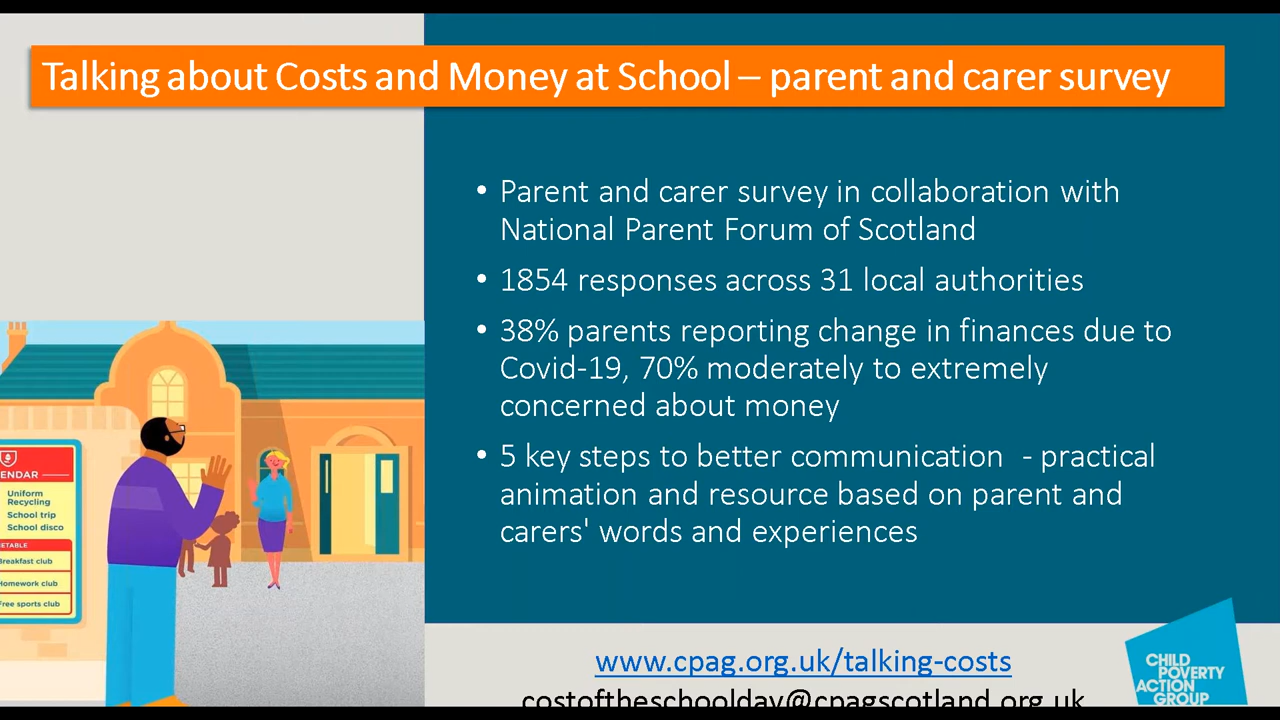 Talking about Costs and Money at School – parent and carer survey
• Parent and carer survey in collaboration with
National Parent Forum of Scotland
• 1854 responses across 31 local authorities
• 38% parents reporting change in finances due to
Covid-19, 70% moderately to extremely
concerned about money
• 5 key steps to better communication  - practical
animation and resource based on parent and
carers' words and experiences
ENDAR
Uniform
Recycling
School trip
School disco
ETABLE
Breakfast club
Homework club
Free sports club
www.cpag.org.uk/talking-costs
costoftheschoolday@cpagscotland.org.uk
CHILD
POVERTY
ACTION
GROUP